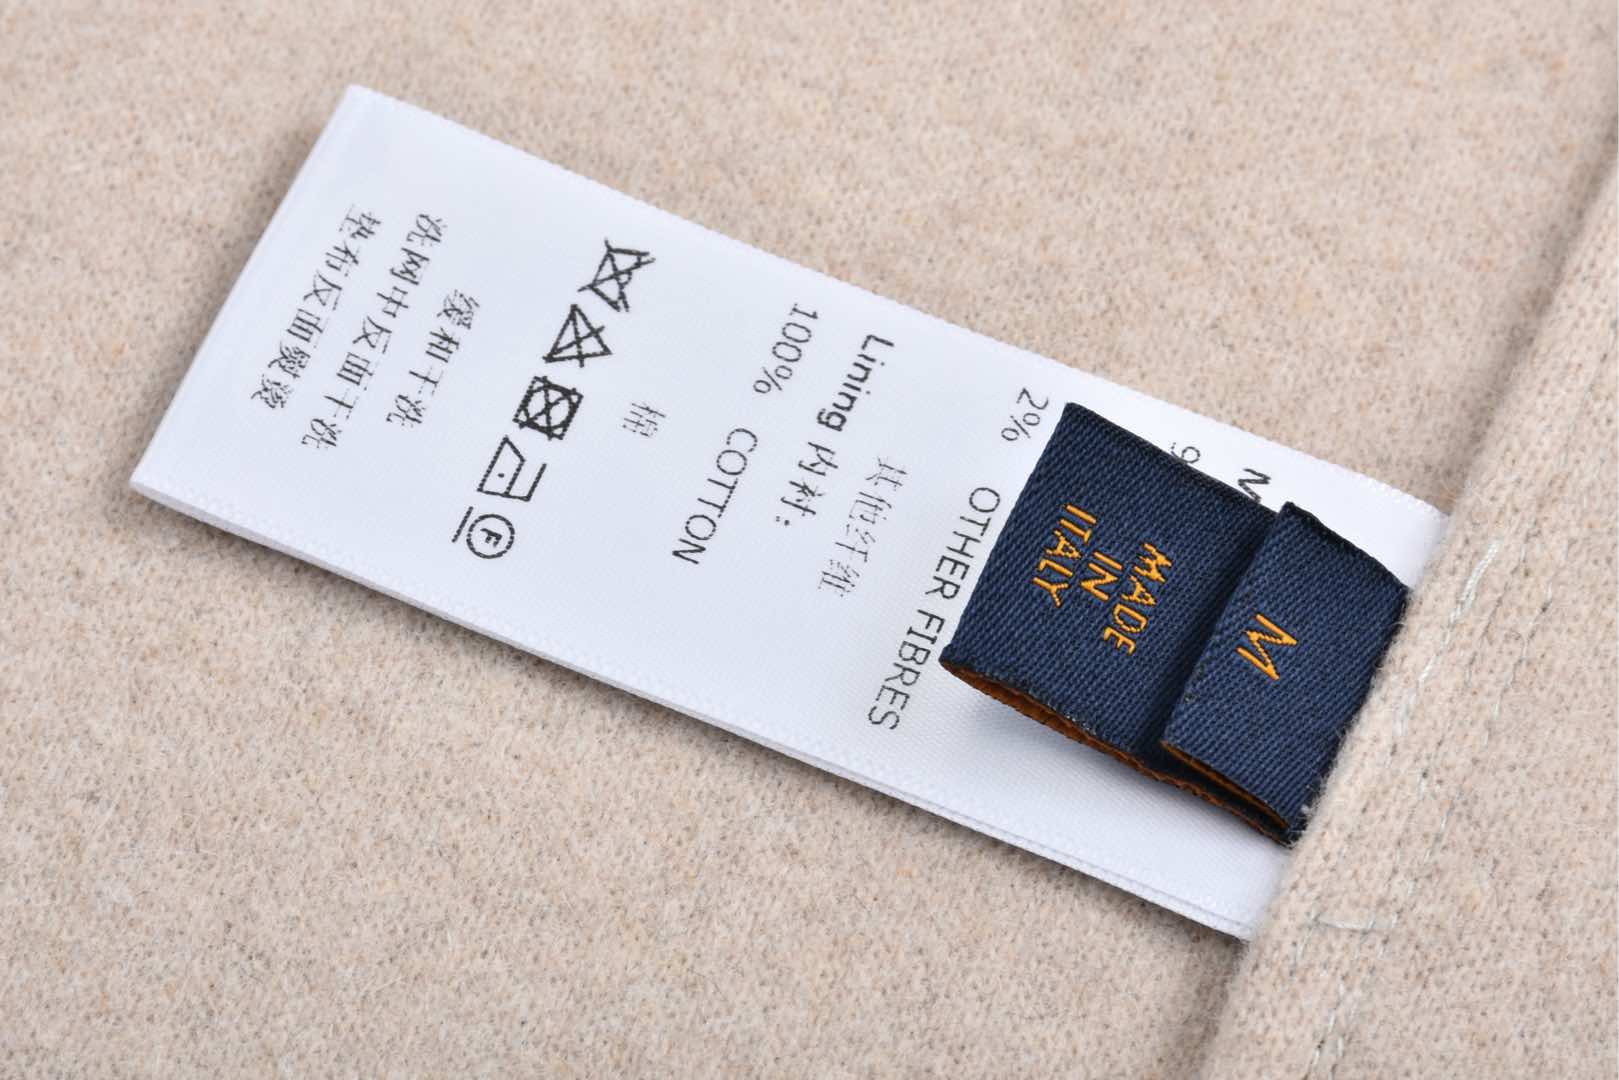 M
MADE
IN
IITALY
2% OTHER FIBRES
其他纤维
Lining 内衬:
100% COTTON
棉
F
缓和干洗
洗网中反面干洗
垫布反面熨烫